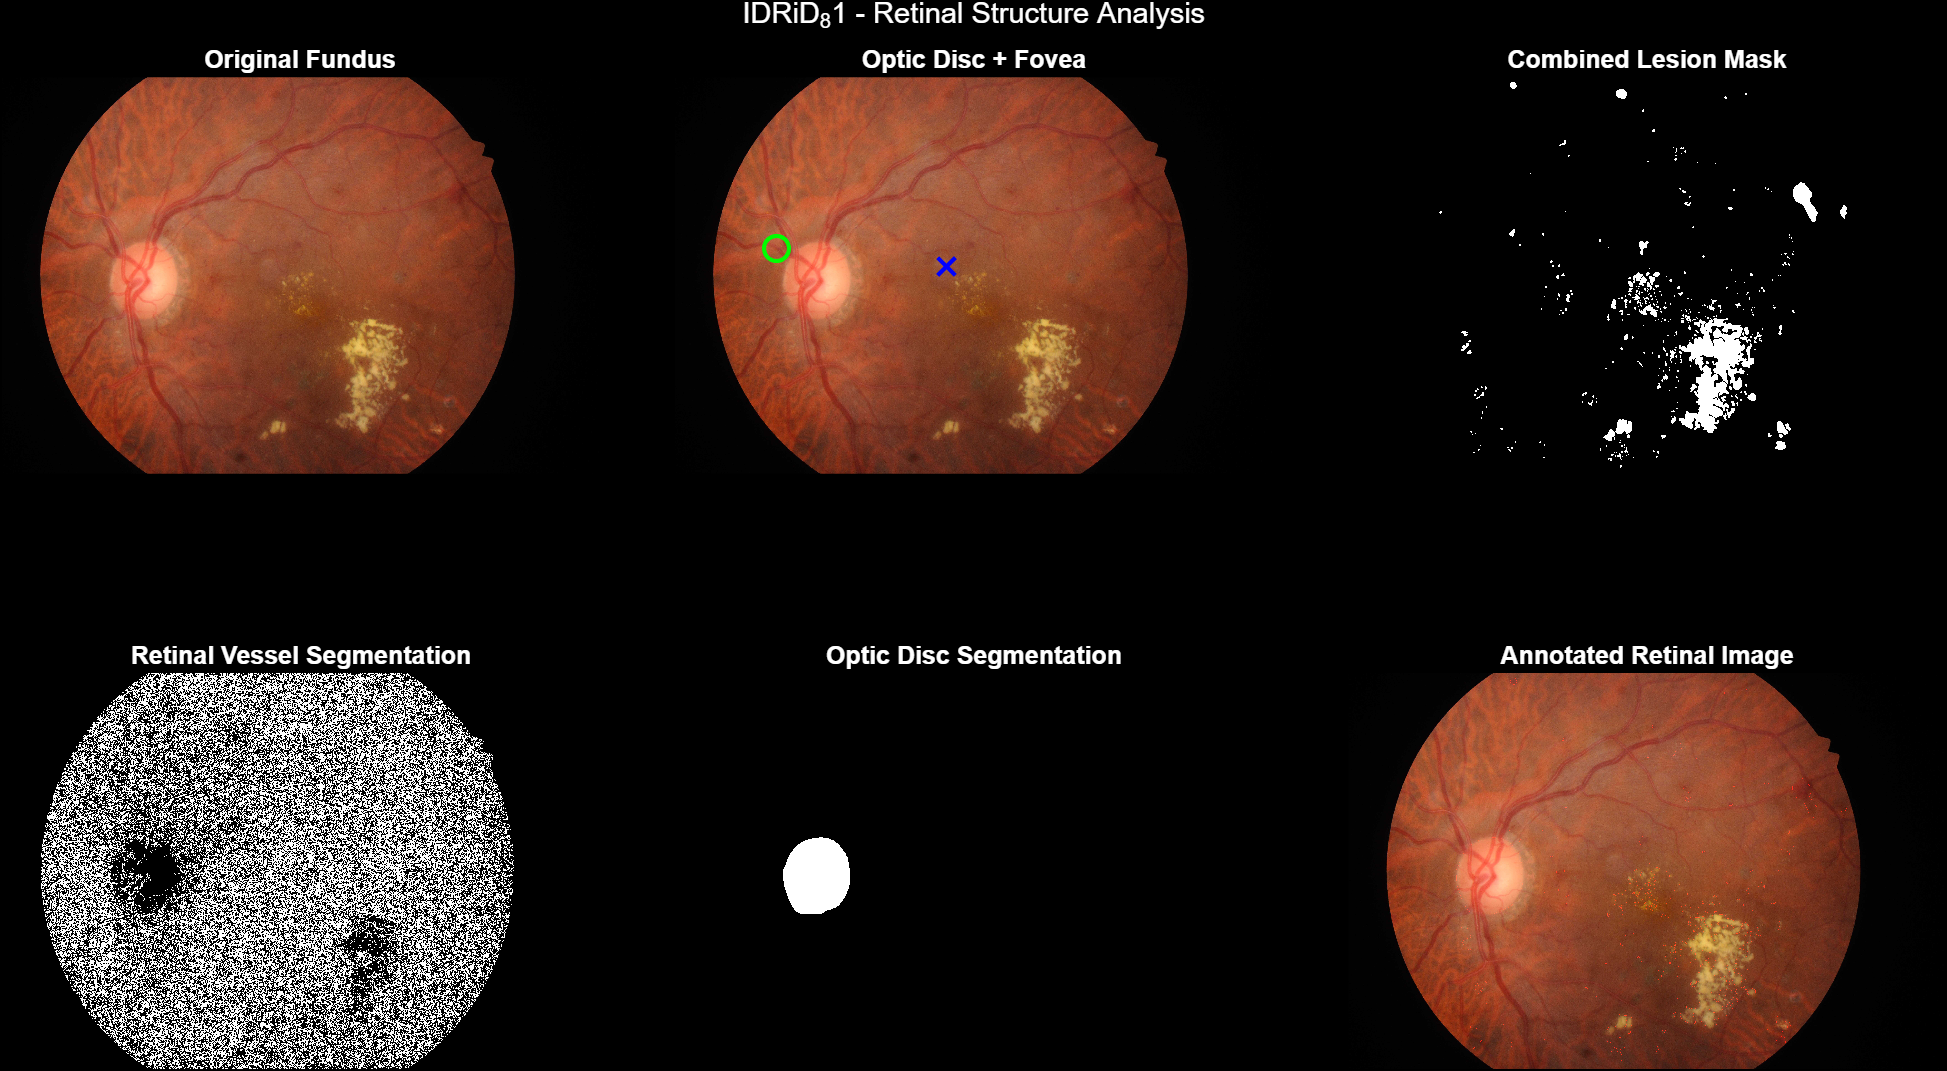 IDRiD₈1 - Retinal Structure Analysis
Original Fundus
Optic Disc + Fovea
Combined Lesion Mask
Retinal Vessel Segmentation
Optic Disc Segmentation
Annotated Retinal Image